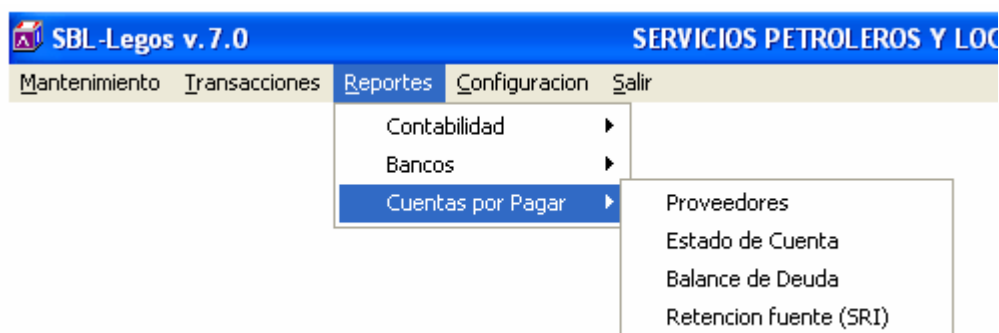 SBL-Legos v. 7.0 SERVICIOS PETROLEROS Y LOC
Mantenimiento Transacciones Reportes Configuracion Salir
Contabilidad
Bancos
Cuentas por Pagar
Proveedores
Estado de Cuenta
Balance de Deuda
Retencion fuente (SRI)